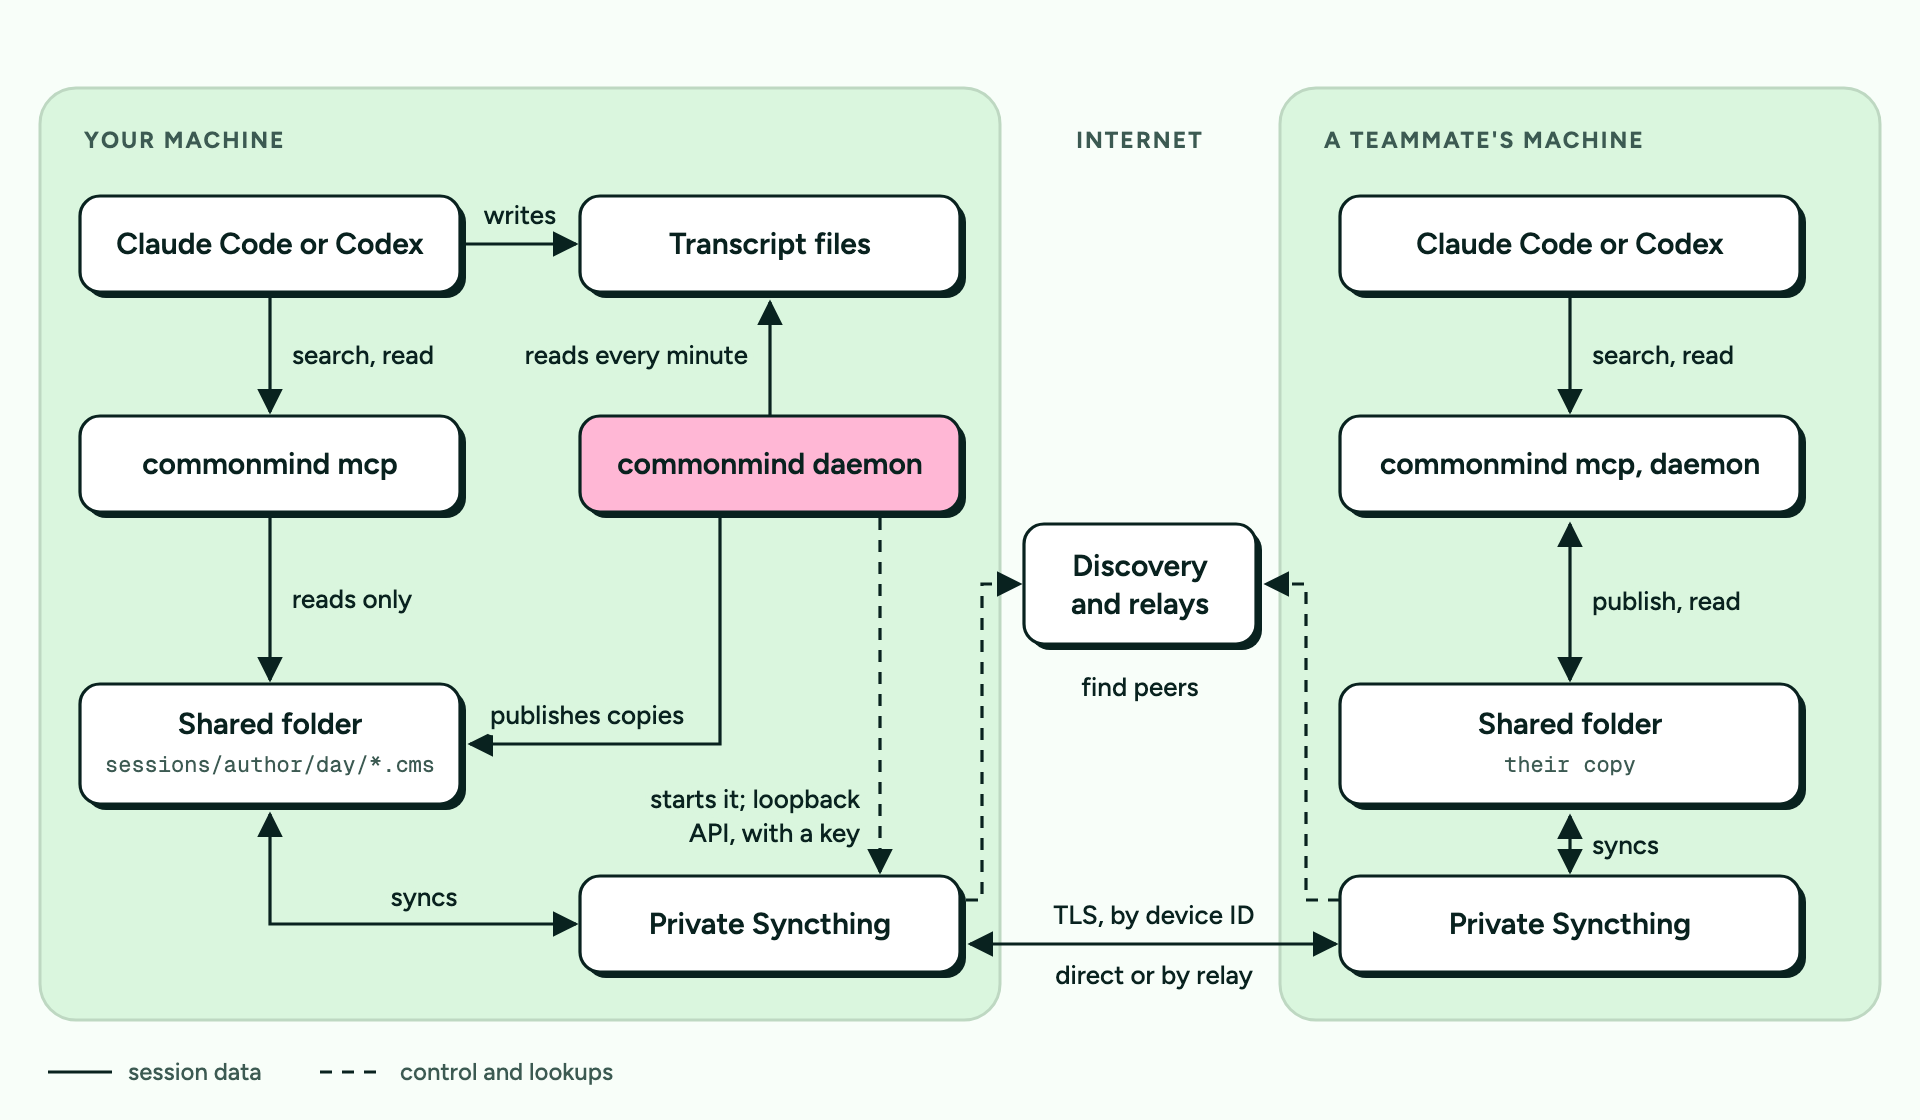 YOUR MACHINE
INTERNET
A TEAMMATE'S MACHINE
Claude Code or Codex
writes
Transcript files
Claude Code or Codex
search, read
reads every minute
search, read
commonmind mcp
commonmind daemon
commonmind mcp, daemon
Discovery
and relays
reads only
publish, read
find peers
Shared folder
sessions/author/day/*.cms
publishes copies
Shared folder
their copy
starts it; loopback
API, with a key
syncs
syncs
Private Syncthing
TLS, by device ID
direct or by relay
Private Syncthing
session data
control and lookups